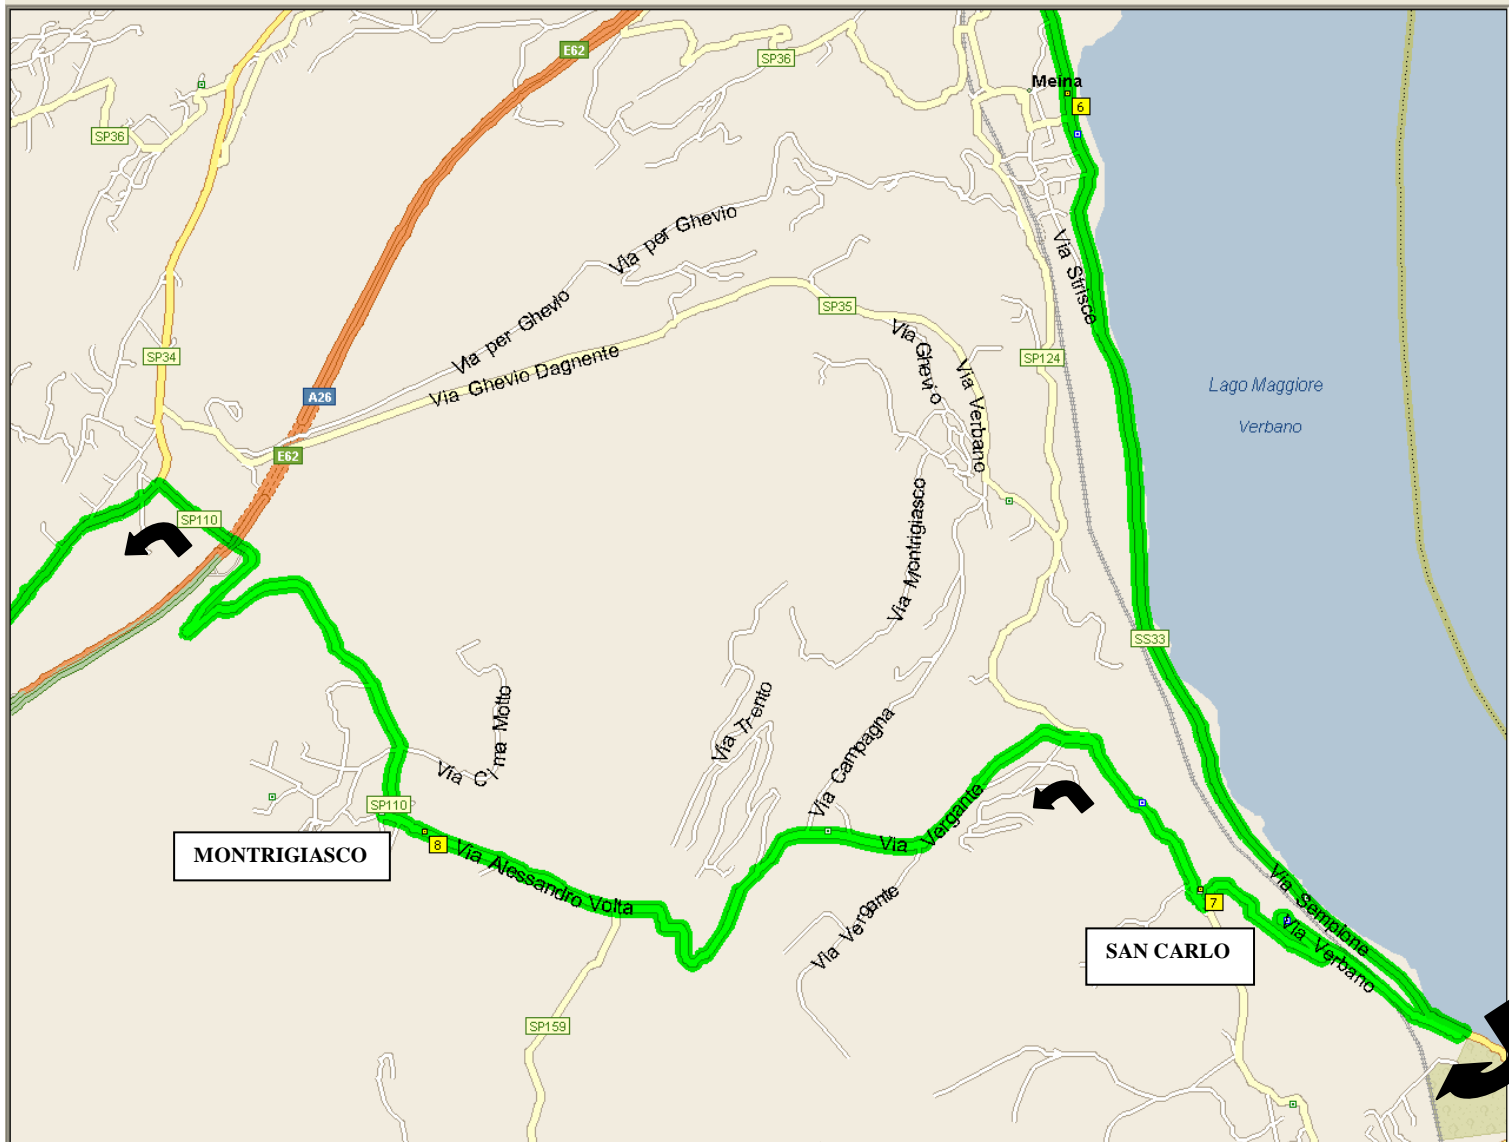 E62
SP36
Meina
6
SP36
Via per Ghevio
Via Strisce
Via per Ghevio
SP35
Via Ghevio
SP34
Via Ghevio Dagnente
Via Verbano
SP124
Lago Maggiore
Verbano
A26
E62
SP110
Via Montrigiasco
SS33
Via Cima Motto
Via Trento
Via Campagna
SP110
8
MONTRIGIASCO
Via Alessandro Volta
Via Vergante
Via Vergante
7
Via Sempione
Via Verbano
SAN CARLO
SP159